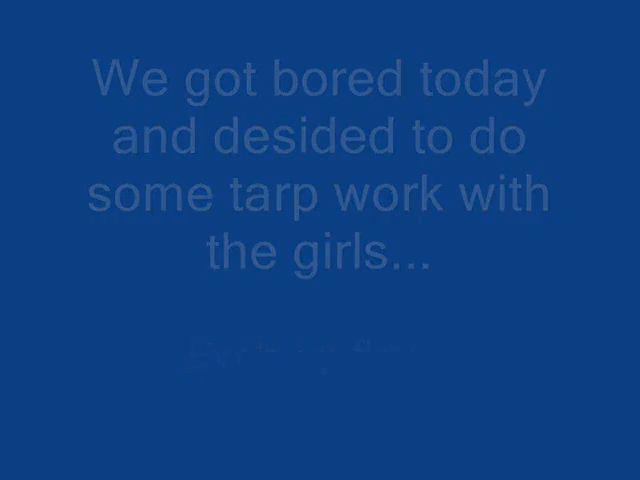 We got bored today
and desided to do
some tarp work with
the girls...